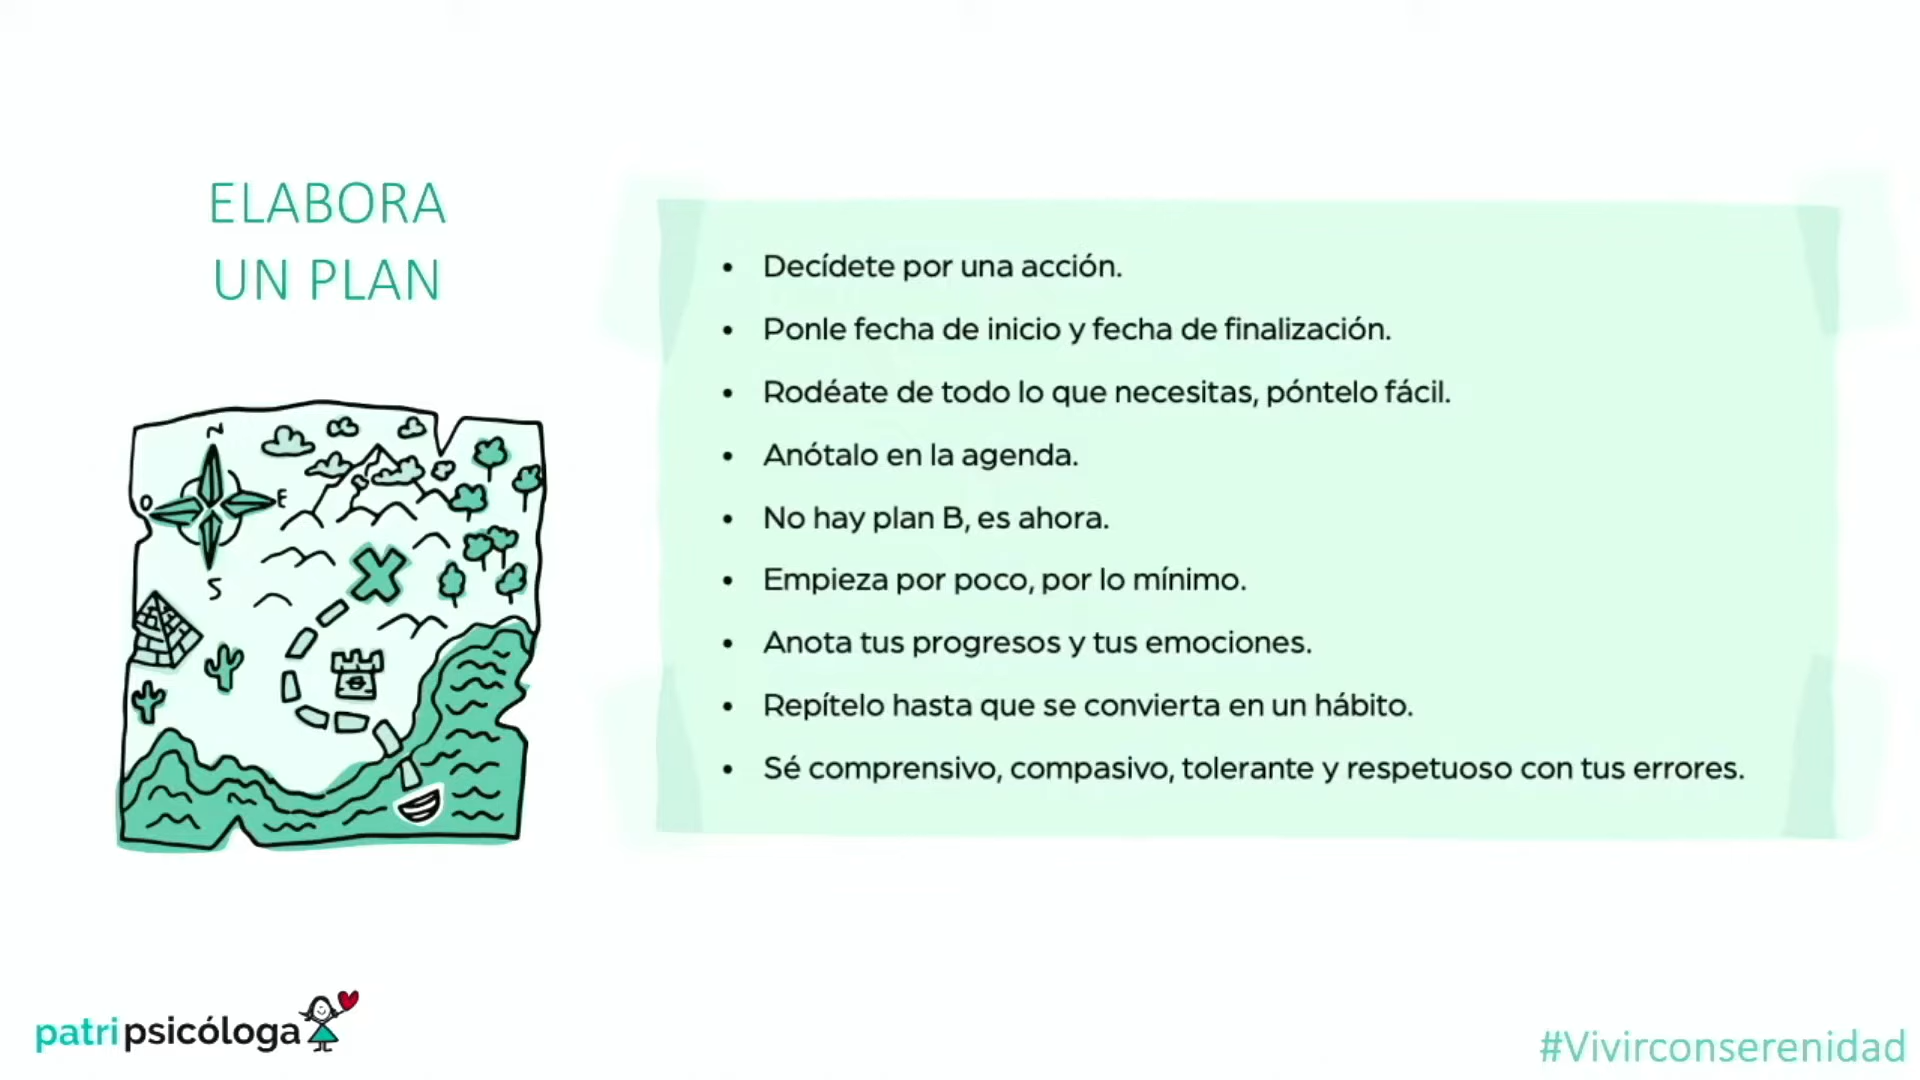 ELABORA
UN PLAN
• Decídete por una acción.
• Ponle fecha de inicio y fecha de finalización.
• Rodéate de todo lo que necesitas, póntelo fácil.
• Anótalo en la agenda.
• No hay plan B, es ahora.
• Empieza por poco, por lo mínimo.
• Anota tus progresos y tus emociones.
• Repítelo hasta que se convierta en un hábito.
• Sé comprensivo, compasivo, tolerante y respetuoso con tus errores.
N
O
E
S
patripsicóloga
#Vivirconserenidad